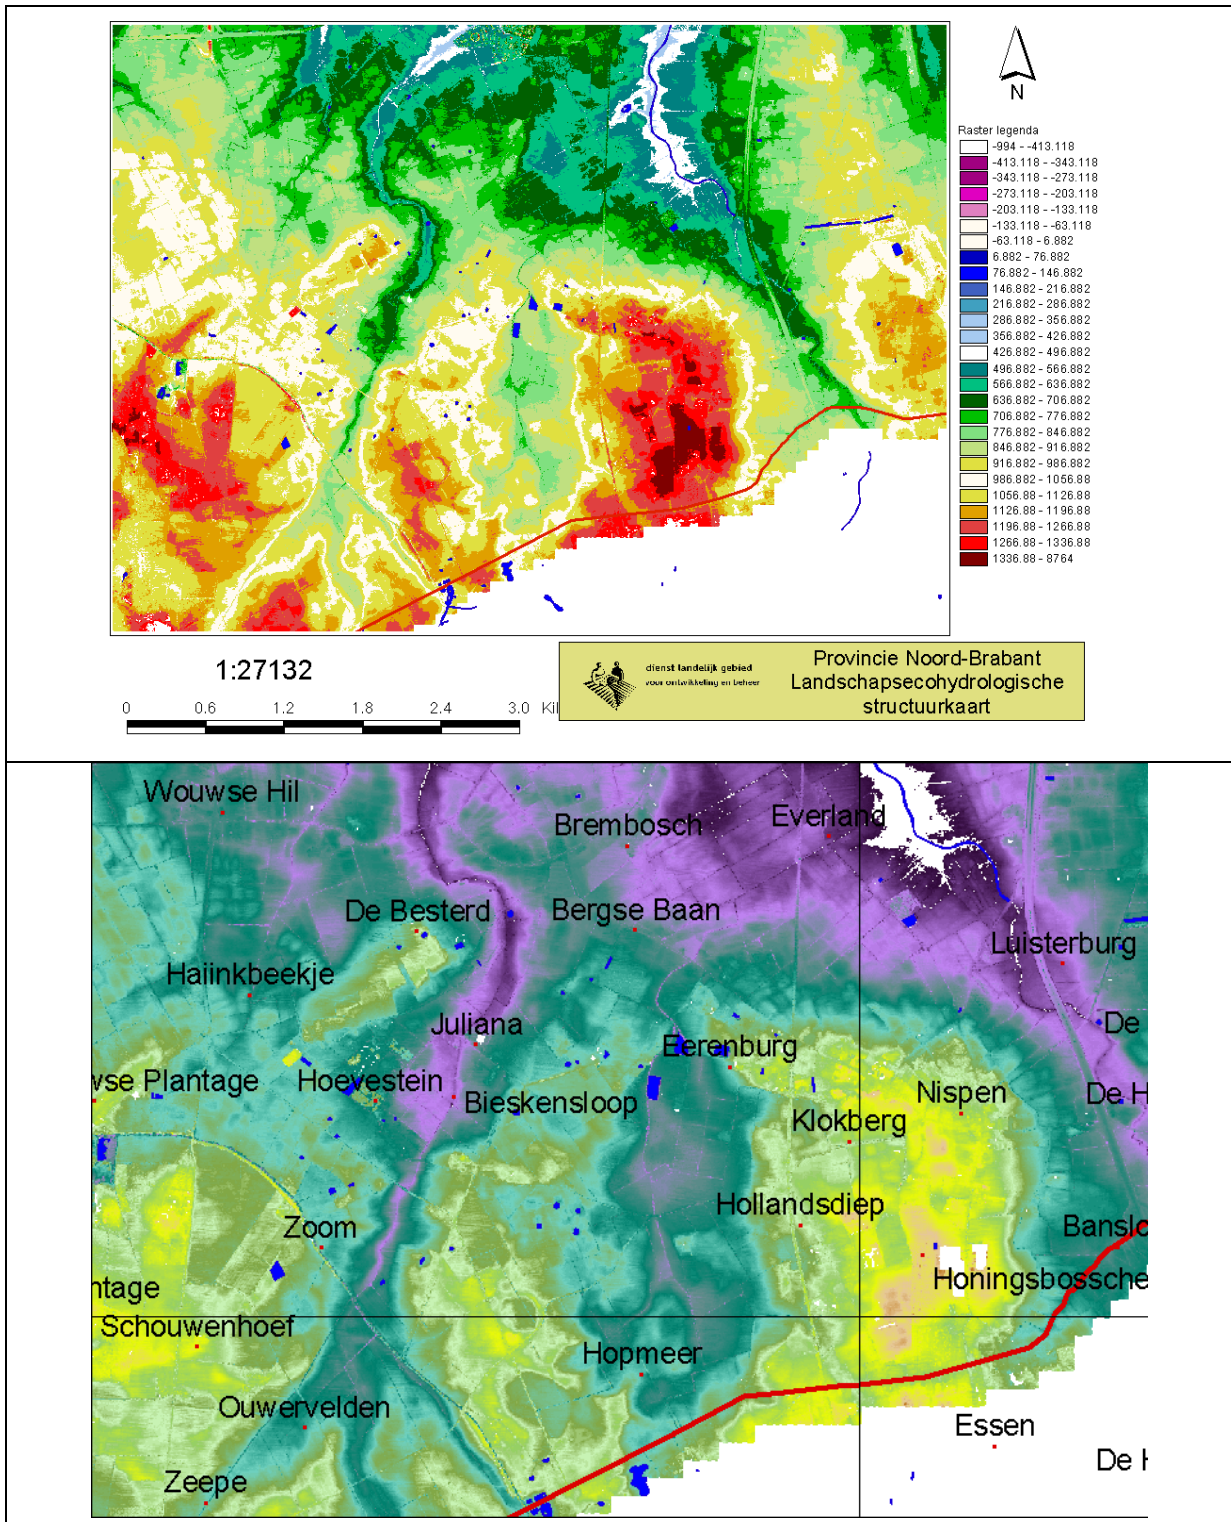 N
Raster legenda
-994 - -413.118
-413.118 - -343.118
-343.118 - -273.118
-273.118 - -203.118
-203.118 - -133.118
-133.118 - -63.118
-63.118 - 6.882
6.882 - 76.882
76.882 - 146.882
146.882 - 216.882
216.882 - 286.882
286.882 - 356.882
356.882 - 426.882
426.882 - 496.882
496.882 - 566.882
566.882 - 636.882
636.882 - 706.882
706.882 - 776.882
776.882 - 846.882
846.882 - 916.882
916.882 - 986.882
986.882 - 1056.88
1056.88 - 1126.88
1126.88 - 1196.88
1196.88 - 1266.88
1266.88 - 1336.88
1336.88 - 8764
1:27132
0 0.6 1.2 1.8 2.4 3.0 Kil
dienst landelijk gebied
voor ontwikkeling en beheer
Provincie Noord-Brabant
Landschapsecohydrologische
structuurkaart
Wouwse Hil
Brembosch
Everland
De Besterd
Bergse Baan
Luisterburg
Haiinkbeekje
Juliana
De
Eerenburg
wse Plantage
Hoevestein
Bieskensloop
Nispen
De H
Klokberg
Hollandsdiep
Zoom
Banslo
ntage
Honingsbossche
Schouwenhoef
Hopmeer
Ouwervelden
Essen
De H
Zeepe